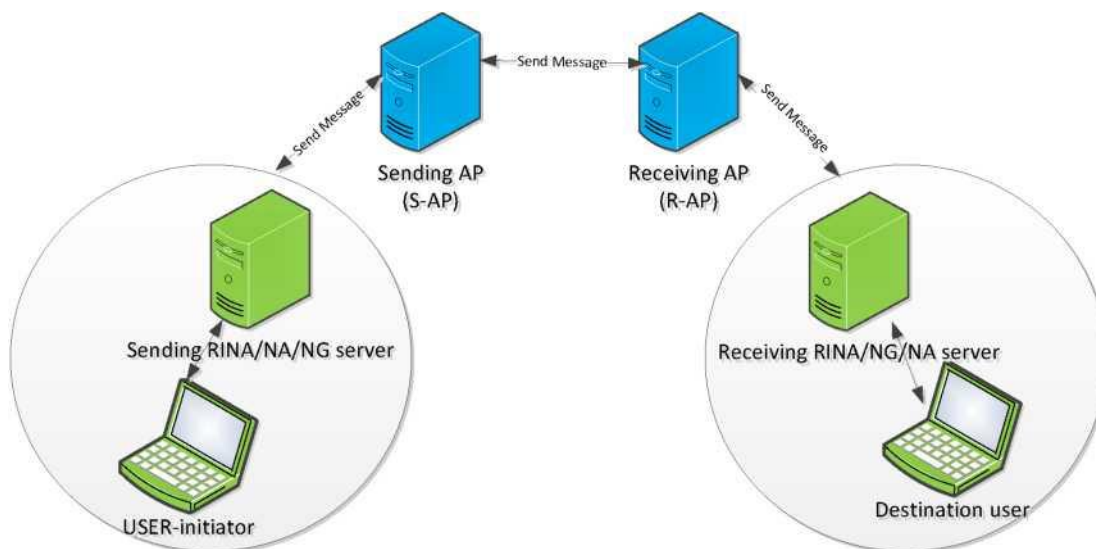 Send Message
Send Message
Send Message
Sending AP
(S-AP)
Receiving AP
(R-AP)
Sending RINA/NA/NG server
Receiving RINA/NG/NA server
USER-initiator
Destination user